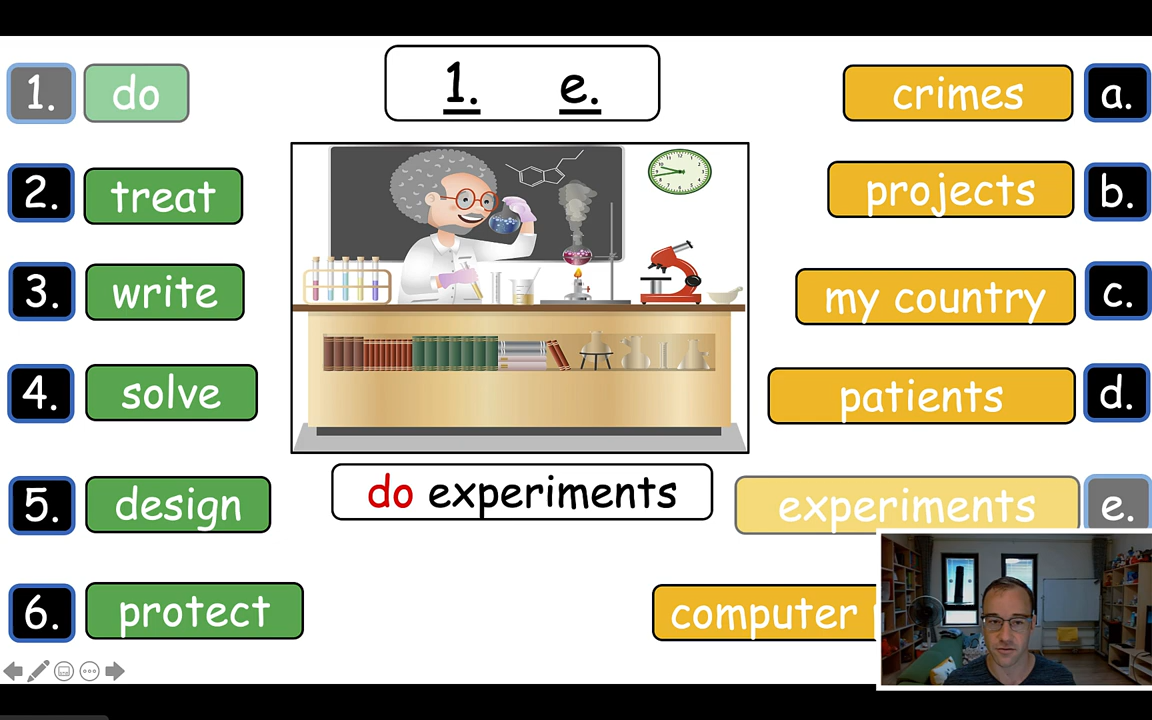 1. do
1. e.
crimes a.
2. treat
projects b.
3. write
my country c.
4. solve
patients d.
5. design
do experiments
experiments e.
6. protect
computer